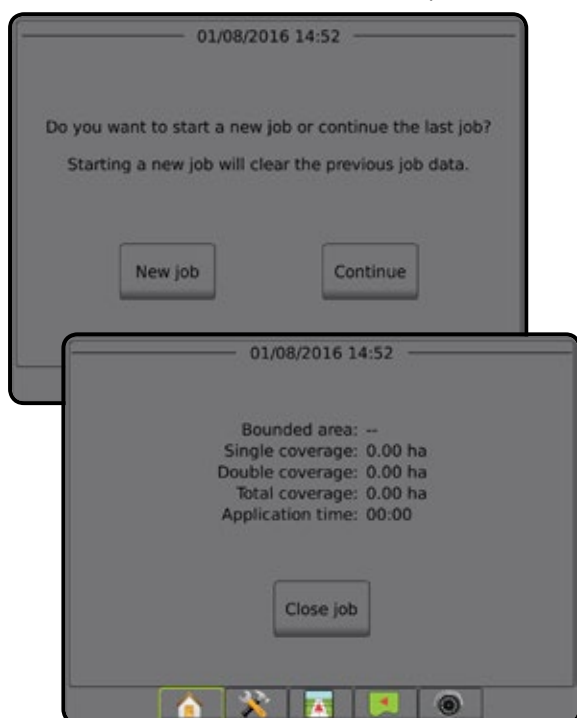 01/08/2016 14:52
Do you want to start a new job or continue the last job?
Starting a new job will clear the previous job data.
New job Continue
01/08/2016 14:52
Bounded area: --
Single coverage: 0.00 ha
Double coverage: 0.00 ha
Total coverage: 0.00 ha
Application time: 00:00
Close job